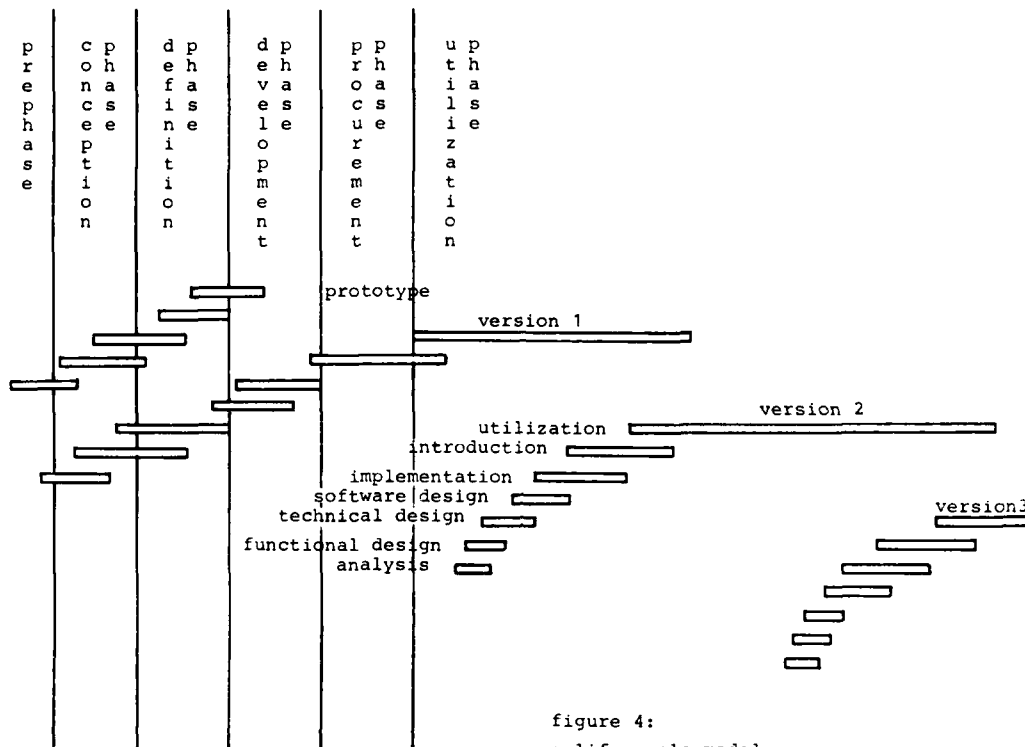 prephase
conception phase
definition phase
development phase
procurement phase
utilization phase
prototype
version 1
version 2
utilization
introduction
implementation
software design
technical design
version3
functional design
analysis
figure 4: